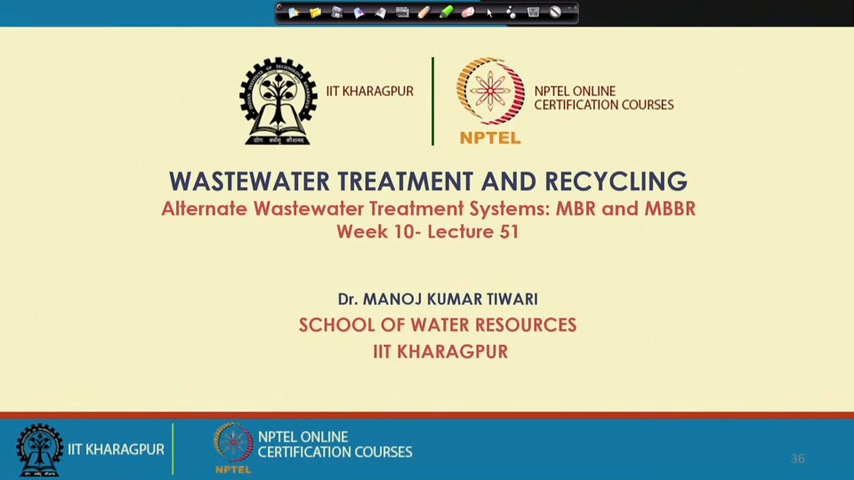 IIT KHARAGPUR
NPTEL
NPTEL ONLINE
CERTIFICATION COURSES
WASTEWATER TREATMENT AND RECYCLING
Alternate Wastewater Treatment Systems: MBR and MBBR
Week 10- Lecture 51
Dr. MANOJ KUMAR TIWARI
SCHOOL OF WATER RESOURCES
IIT KHARAGPUR
IIT KHARAGPUR
NPTEL
NPTEL ONLINE
CERTIFICATION COURSES
36